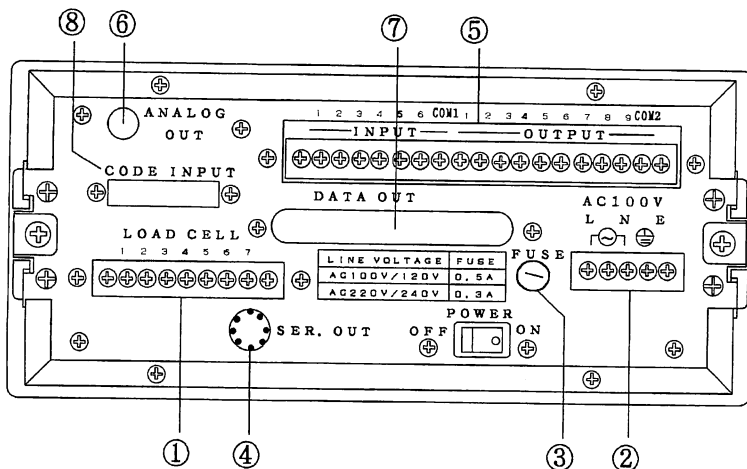 ⑧ ⑥ ⑦ ⑤
ANALOG
OUT
1 2 3 4 5 6 COM1 1 2 3 4 5 6 7 8 9 COM2
INPUT OUTPUT
CODE INPUT
DATA OUT
AC100V
L N E
LOAD CELL
1 2 3 4 5 6 7
LINE VOLTAGE FUSE
AC100V/120V 0.5A
AC220V/240V 0.3A
FUSE
SER. OUT
POWER
OFF ON
① ④ ③ ②